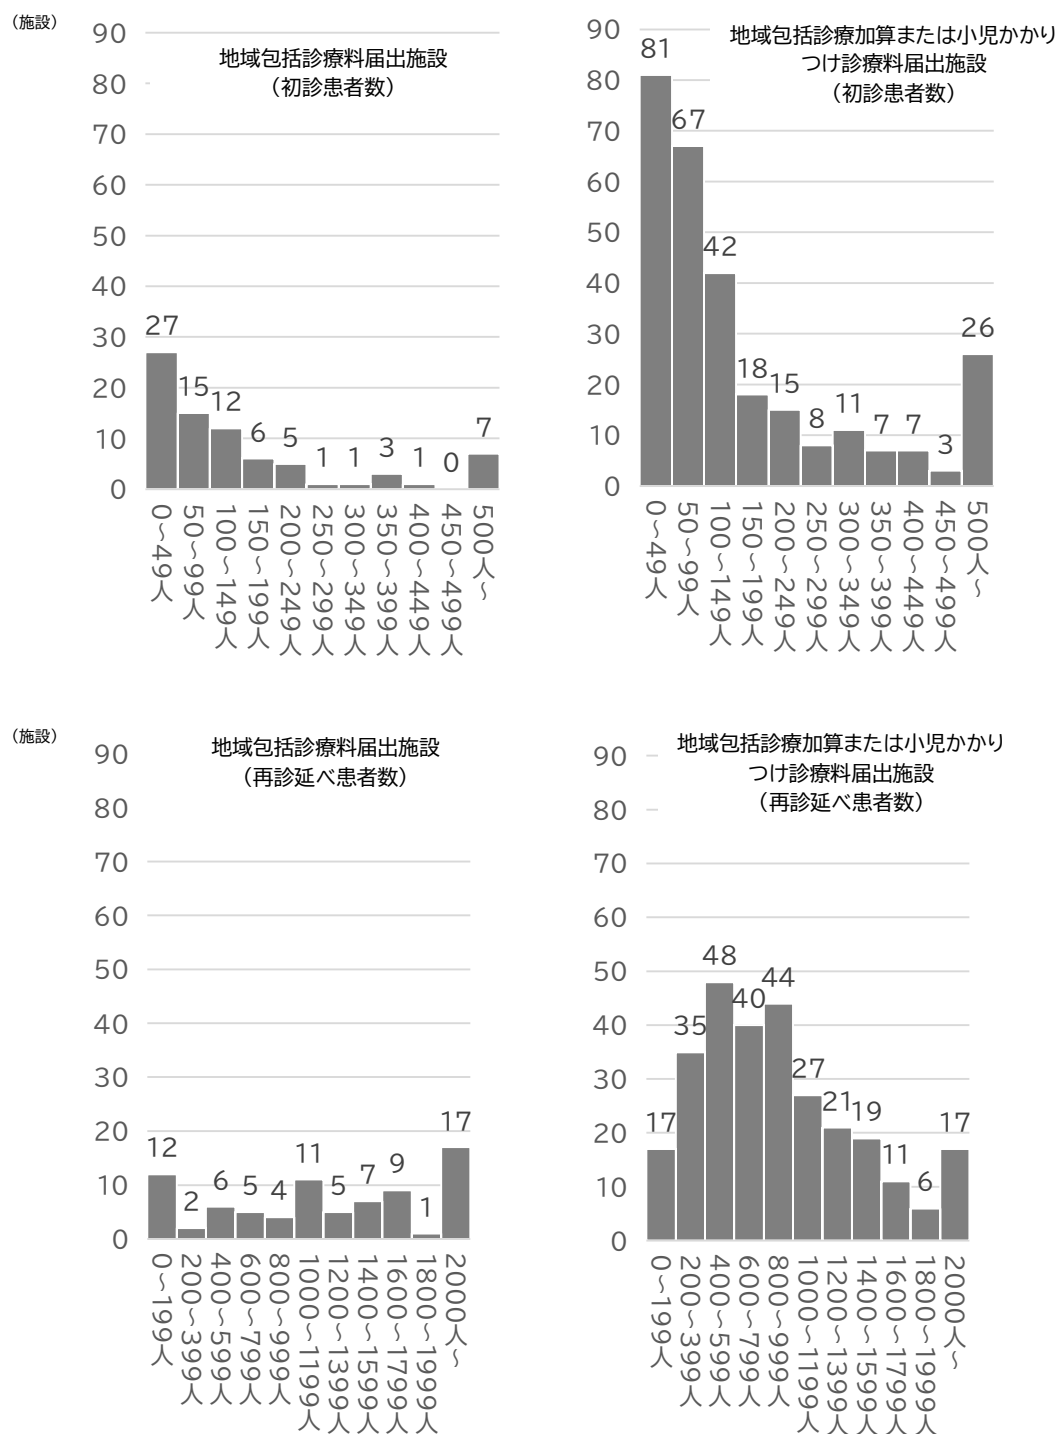 （施設）
地域包括診療料届出施設
（初診患者数）
90
80
70
60
50
40
30
20
10
0
27
15
12
6
5
1
1
3
1
0
7
0～49人
50～99人
100～149人
150～199人
200～249人
250～299人
300～349人
350～399人
400～449人
450～499人
500人～
地域包括診療加算または小児かかり
つけ診療料届出施設
（初診患者数）
90
80
70
60
50
40
30
20
10
0
81
67
42
18
15
8
11
7
7
3
26
0～49人
50～99人
100～149人
150～199人
200～249人
250～299人
300～349人
350～399人
400～449人
450～499人
500人～
（施設）
地域包括診療料届出施設
（再診延べ患者数）
90
80
70
60
50
40
30
20
10
0
12
2
6
5
4
11
5
7
9
1
17
0～199人
200～399人
400～599人
600～799人
800～999人
1000～1199人
1200～1399人
1400～1599人
1600～1799人
1800～1999人
2000人～
地域包括診療加算または小児かかり
つけ診療料届出施設
（再診延べ患者数）
90
80
70
60
50
40
30
20
10
0
17
35
48
40
44
27
21
19
11
6
17
0～199人
200～399人
400～599人
600～799人
800～999人
1000～1199人
1200～1399人
1400～1599人
1600～1799人
1800～1999人
2000人～